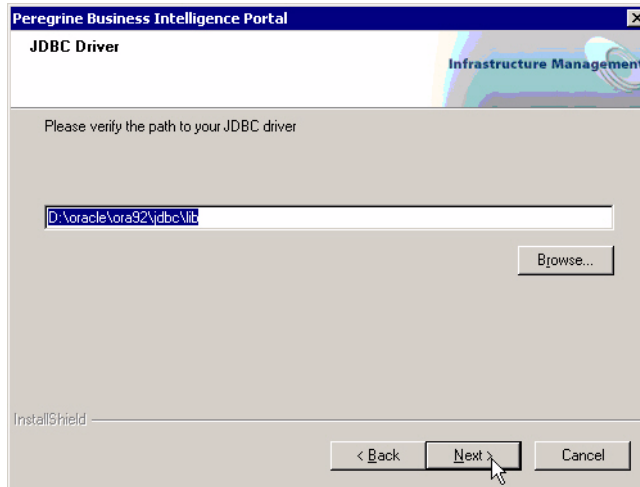 Peregrine Business Intelligence Portal
JDBC Driver
Infrastructure Management
Please verify the path to your JDBC driver
D:\oracle\ora92\jdbc\lib
Browse...
InstallShield
< Back
Next >
Cancel